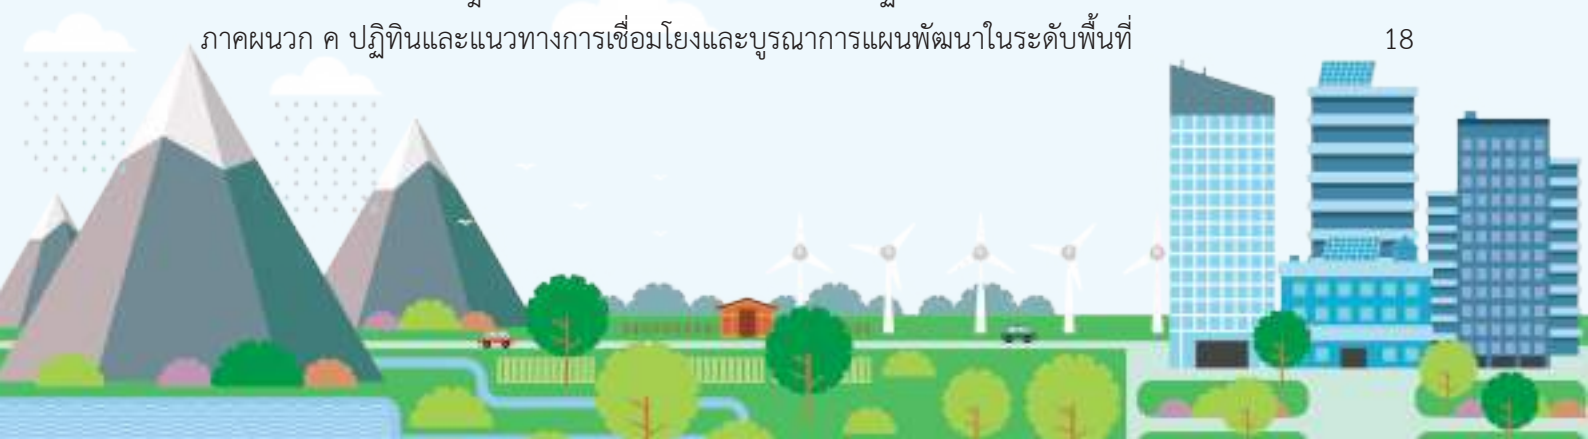 ภาคผนวก ค ปฏิทินและแนวทางการเชื่อมโยงและบูรณาการแผนพัฒนาในระดับพื้นที่ 18